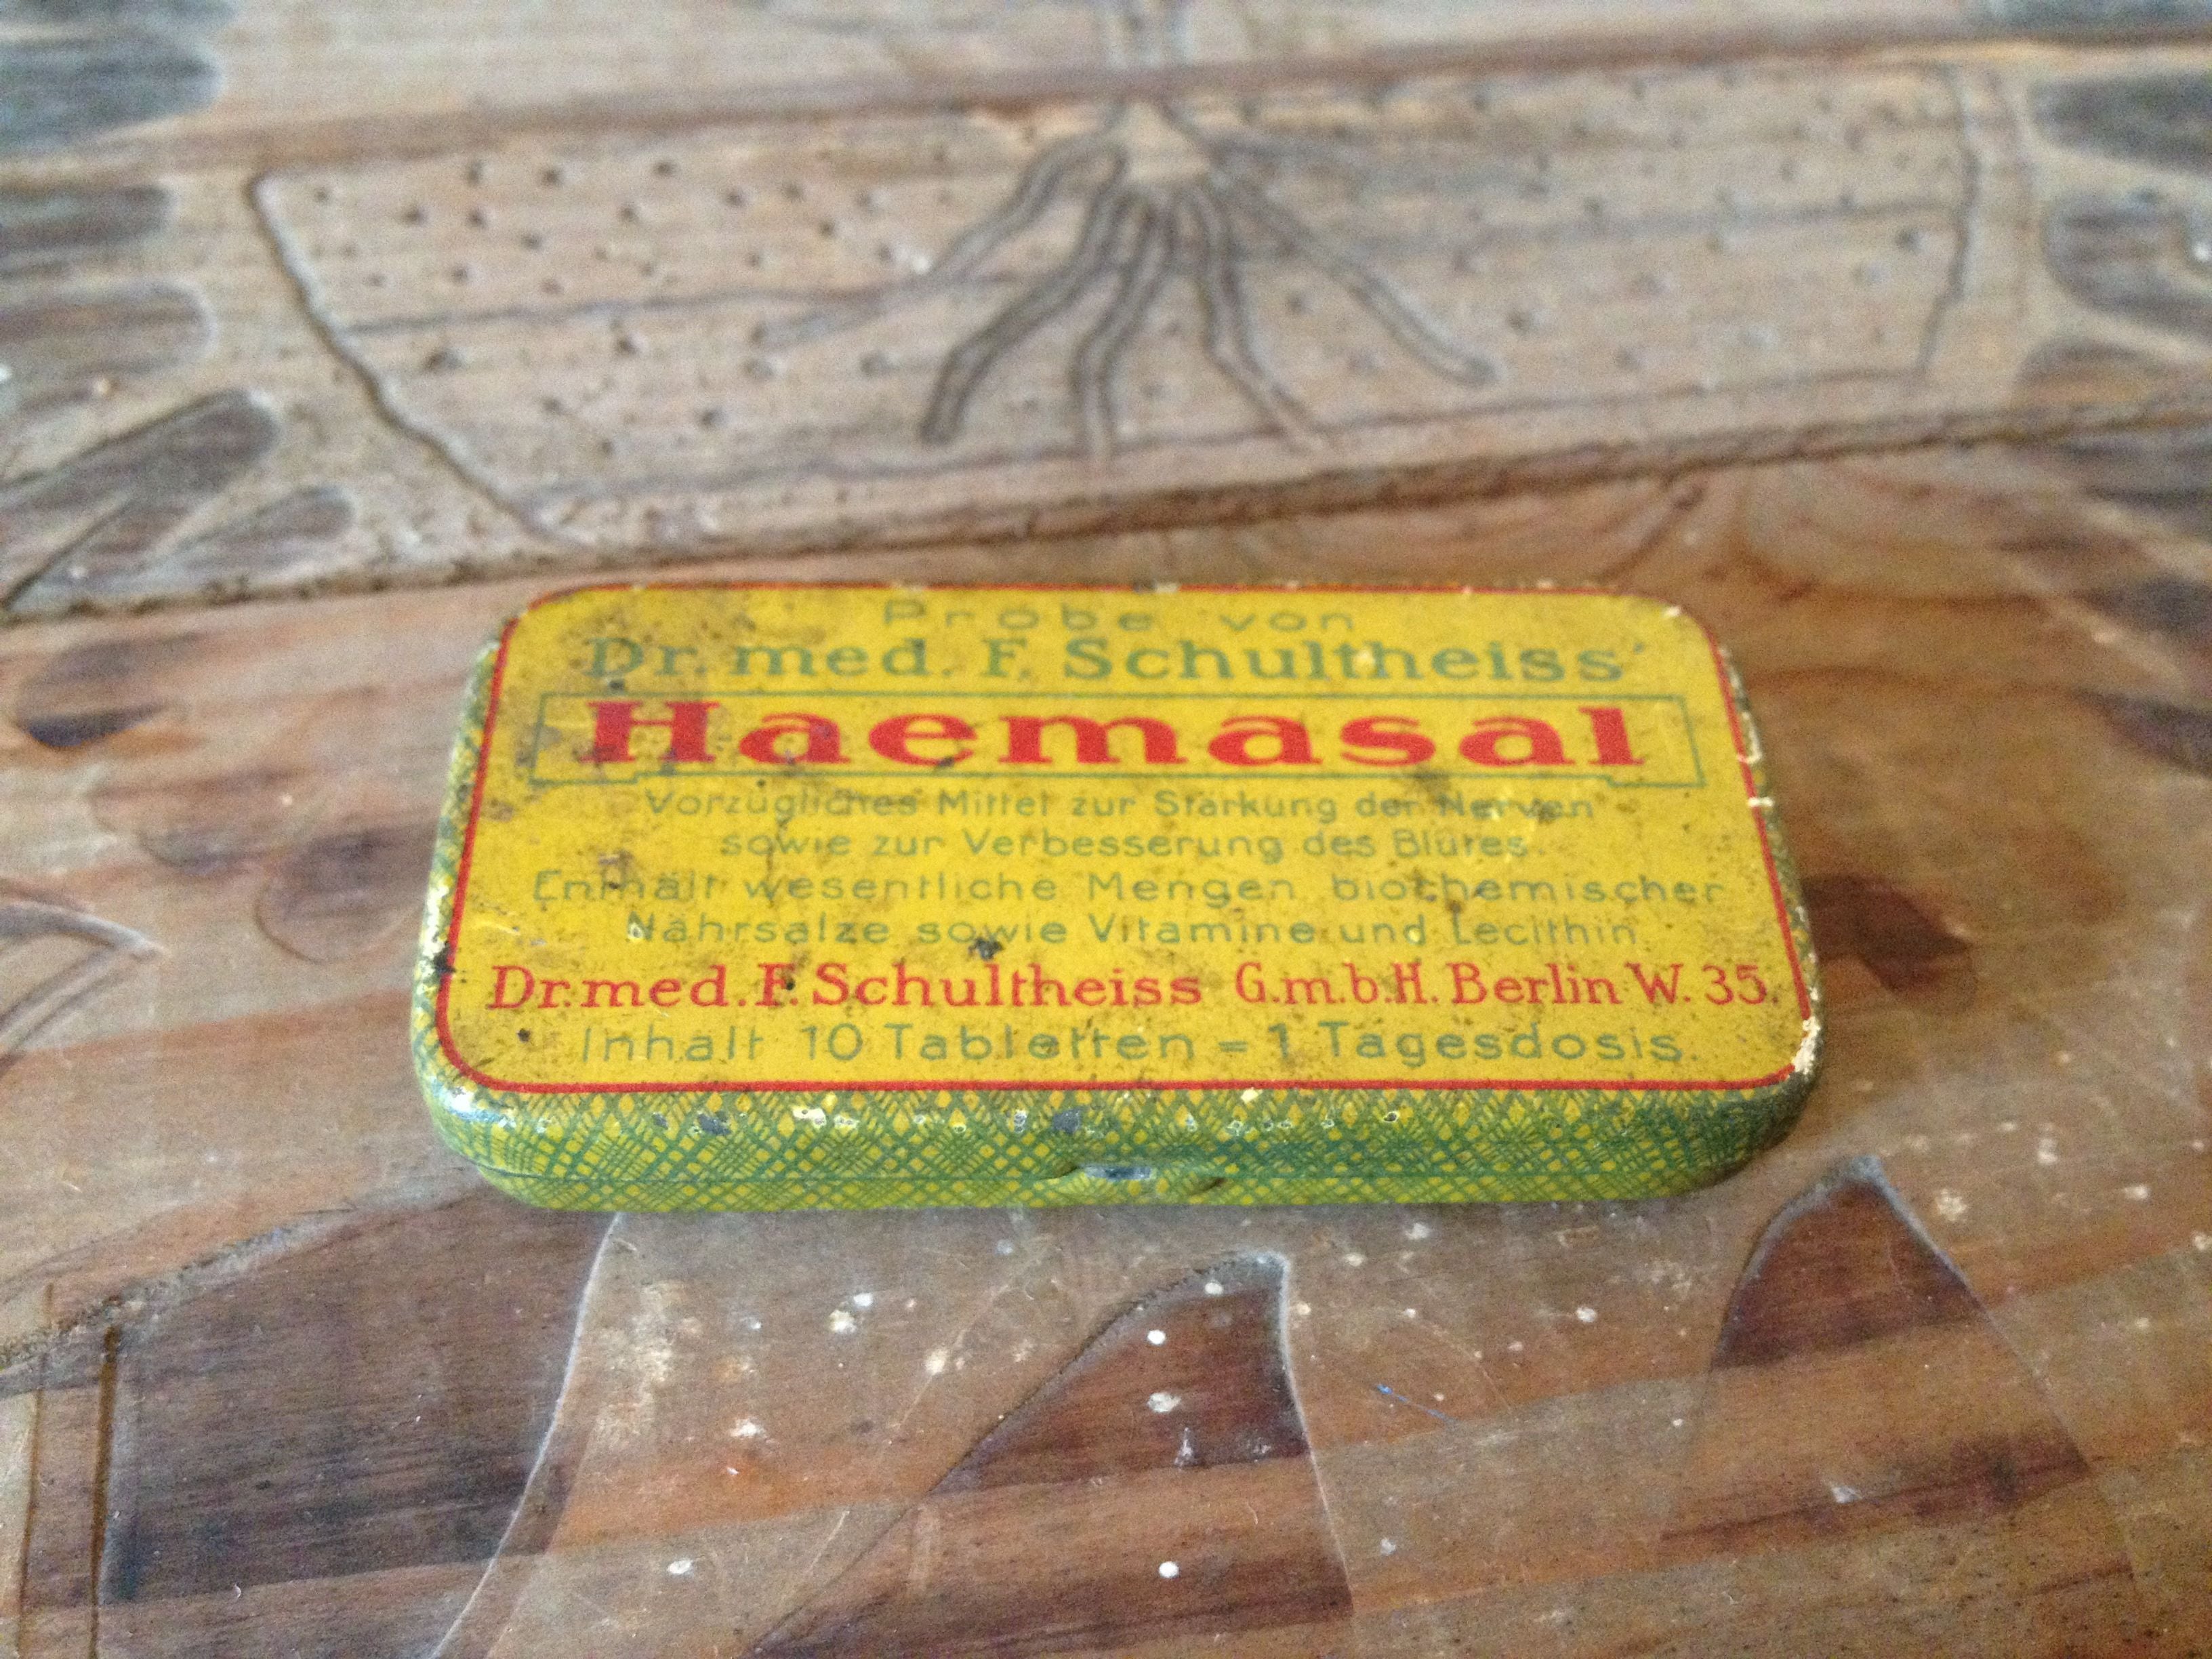 Probe von
Dr. med. F. Schultheiss'
Haemasal
Vorzügliches Mittel zur Stärkung der Nerven
sowie zur Verbesserung des Blutes.
Enthält wesentliche Mengen biochemischer
Nährsalze sowie Vitamine und Lecithin
Dr. med. F. Schultheiss G.m.b.H. Berlin W. 35.
Inhalt 10 Tabletten = 1 Tagesdosis.